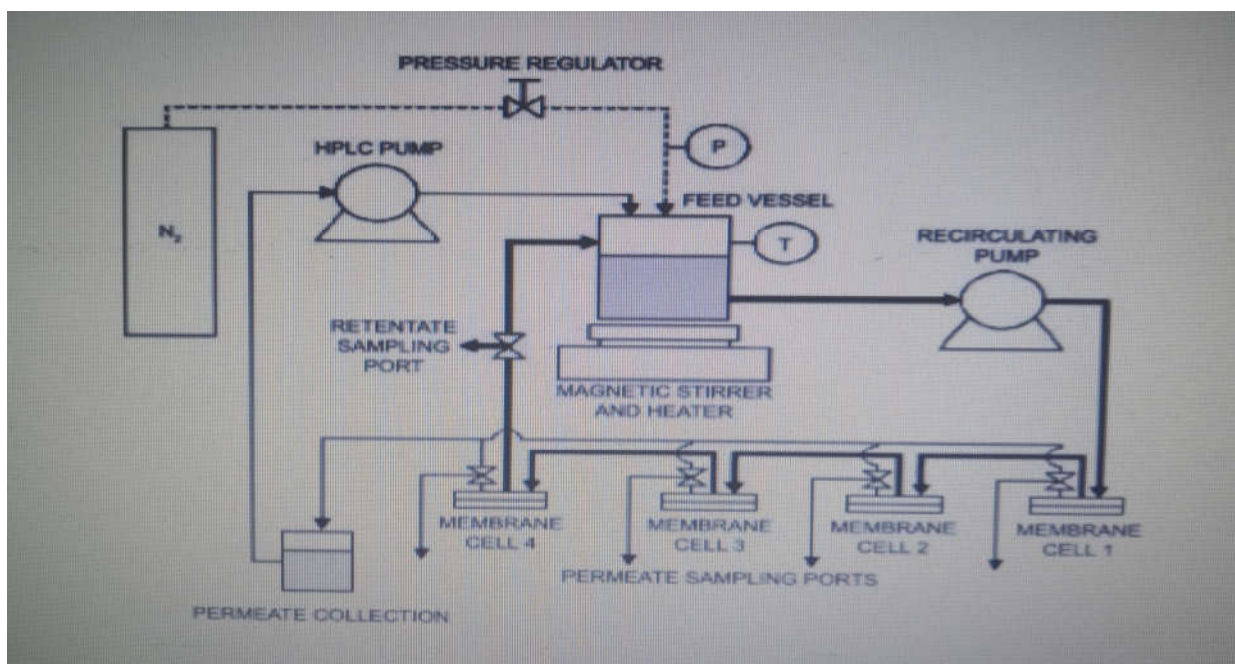 PRESSURE REGULATOR
HPLC PUMP
P
N₂
FEED VESSEL
T
RECIRCULATING
PUMP
RETENTATE
SAMPLING
PORT
MAGNETIC STIRRER
AND HEATER
MEMBRANE
CELL 4
MEMBRANE
CELL 3
MEMBRANE
CELL 2
MEMBRANE
CELL 1
PERMEATE SAMPLING PORTS
PERMEATE COLLECTION